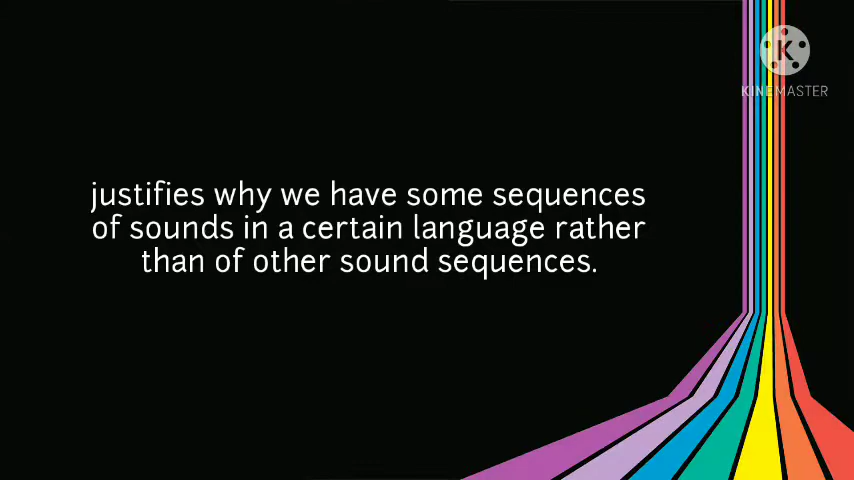 KINEMASTER
justifies why we have some sequences
of sounds in a certain language rather
than of other sound sequences.